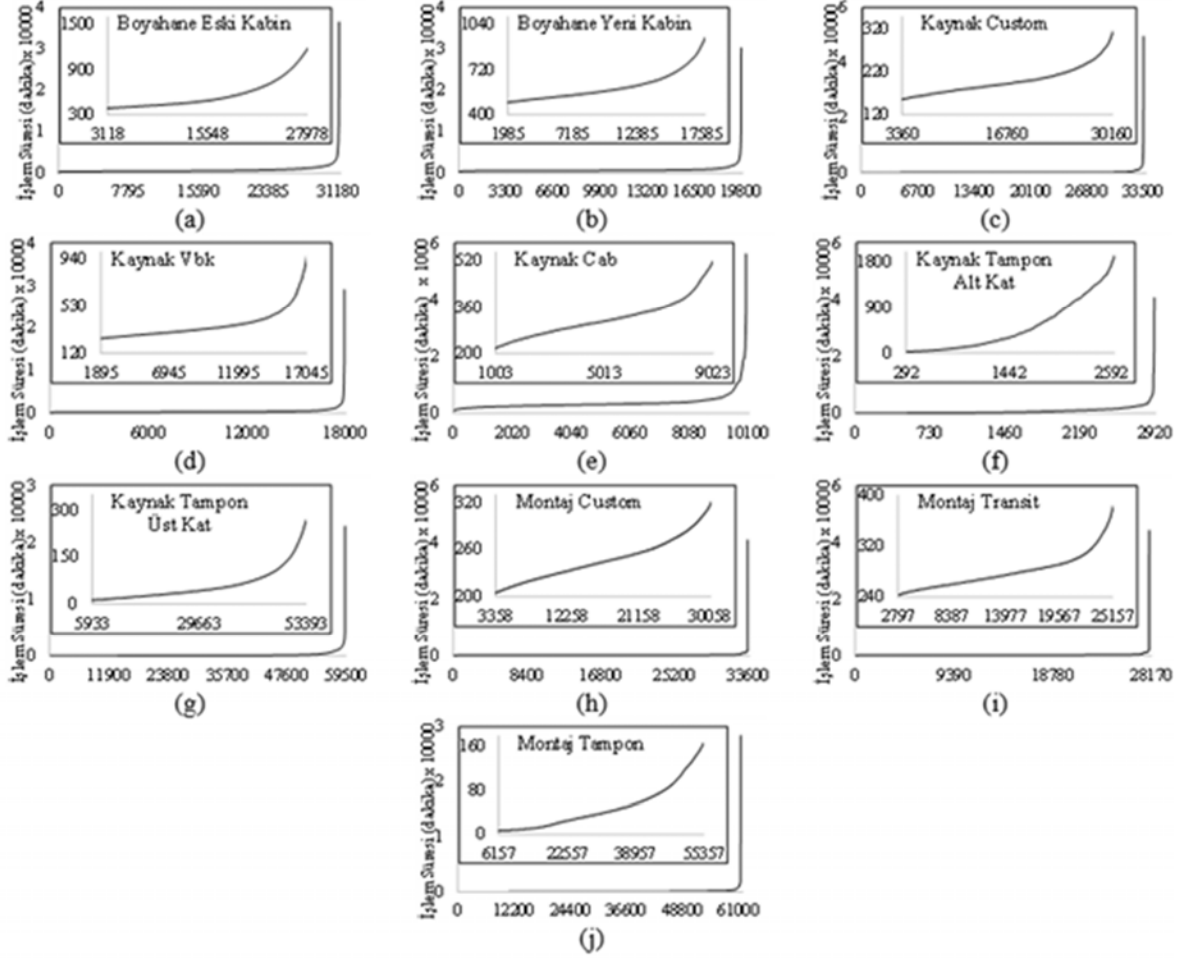 İşlem Süresi (dakika) x 10000
4
3
2
1
0
Boyahane Eski Kabin
1500
900
300
3118 15548 27978
0 7795 15590 23385 31180
(a)
İşlem Süresi (dakika) x 10000
4
3
2
1
0
Boyahane Yeni Kabin
1040
720
400
1985 7185 12385 17585
0 3300 6600 9900 13200 16500 19800
(b)
İşlem Süresi (dakika) x 10000
6
4
2
0
Kaynak Custom
320
220
120
3360 16760 30160
0 6700 13400 20100 26800 33500
(c)
İşlem Süresi (dakika) x 10000
4
3
2
1
0
Kaynak Vbk
940
530
120
1895 6945 11995 17045
0 6000 12000 18000
(d)
İşlem Süresi (dakika) x 1000
6
4
2
0
Kaynak Cab
520
360
200
1003 5013 9023
0 2020 4040 6060 8080 10100
(e)
İşlem Süresi (dakika) x 10000
6
4
2
0
Kaynak Tampon
Alt Kat
1800
900
0
292 1442 2592
0 730 1460 2190 2920
(f)
İşlem Süresi (dakika) x 10000
3
2
1
0
Kaynak Tampon
Üst Kat
300
150
0
5933 29663 53393
0 11900 23800 35700 47600 59500
(g)
İşlem Süresi (dakika) x 10000
6
4
2
0
Montaj Custom
320
260
200
3358 12258 21158 30058
0 8400 16800 25200 33600
(h)
İşlem Süresi (dakika) x 10000
6
4
2
0
Montaj Transit
400
320
240
2797 8387 13977 19567 25157
0 9390 18780 28170
(i)
İşlem Süresi (dakika) x 10000
3
2
1
0
Montaj Tampon
160
80
0
6157 22557 38957 55357
0 12200 24400 36600 48800 61000
(j)